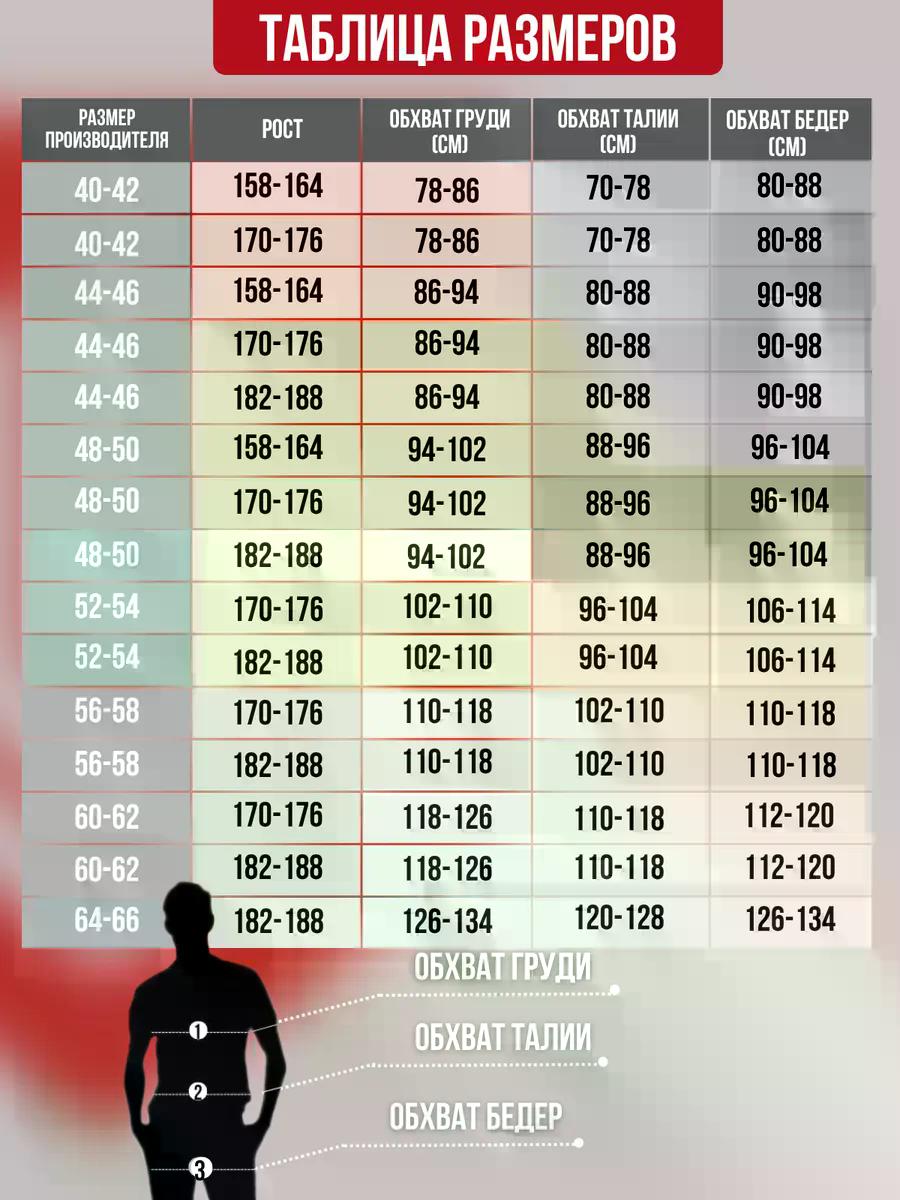 ТАБЛИЦА РАЗМЕРОВ
РАЗМЕР ПРОИЗВОДИТЕЛЯ РОСТ ОБХВАТ ГРУДИ (СМ) ОБХВАТ ТАЛИИ (СМ) ОБХВАТ БЕДЕР (СМ)
40-42 158-164 78-86 70-78 80-88
40-42 170-176 78-86 70-78 80-88
44-46 158-164 86-94 80-88 90-98
44-46 170-176 86-94 80-88 90-98
44-46 182-188 86-94 80-88 90-98
48-50 158-164 94-102 88-96 96-104
48-50 170-176 94-102 88-96 96-104
48-50 182-188 94-102 88-96 96-104
52-54 170-176 102-110 96-104 106-114
52-54 182-188 102-110 96-104 106-114
56-58 170-176 110-118 102-110 110-118
56-58 182-188 110-118 102-110 110-118
60-62 170-176 118-126 110-118 112-120
60-62 182-188 118-126 110-118 112-120
64-66 182-188 126-134 120-128 126-134
ОБХВАТ ГРУДИ
1
ОБХВАТ ТАЛИИ
2
ОБХВАТ БЕДЕР
3